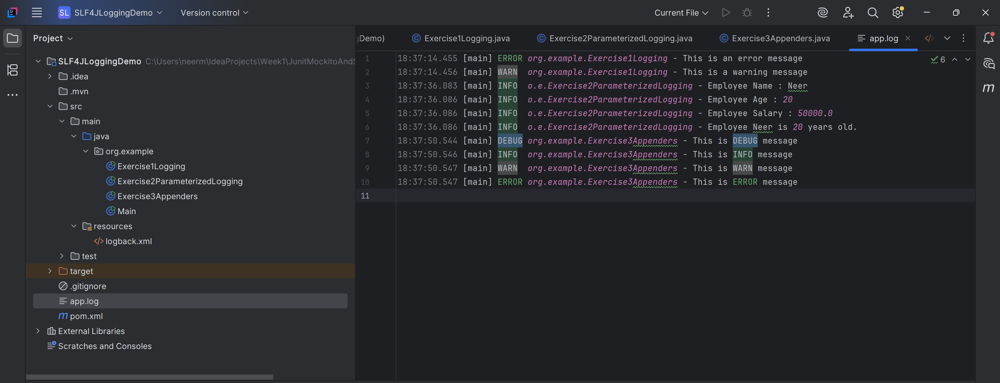 SL SLF4JLoggingDemo Version control Current File
Project
Demo) Exercise1Logging.java Exercise2ParameterizedLogging.java Exercise3Appenders.java app.log
SLF4JLoggingDemo C:\Users\neerm\IdeaProjects\Week1\JunitMockitoAndS
.idea
.mvn
src
main
java
org.example
Exercise1Logging
Exercise2ParameterizedLogging
Exercise3Appenders
Main
resources
logback.xml
test
target
.gitignore
app.log
pom.xml
External Libraries
Scratches and Consoles
1 18:37:14.455 [main] ERROR org.example.Exercise1Logging - This is an error message
6
2 18:37:14.456 [main] WARN org.example.Exercise1Logging - This is a warning message
3 18:37:36.083 [main] INFO o.e.Exercise2ParameterizedLogging - Employee Name : Neer
4 18:37:36.086 [main] INFO o.e.Exercise2ParameterizedLogging - Employee Age : 20
5 18:37:36.086 [main] INFO o.e.Exercise2ParameterizedLogging - Employee Salary : 50000.0
6 18:37:36.086 [main] INFO o.e.Exercise2ParameterizedLogging - Employee Neer is 20 years old.
7 18:37:50.544 [main] DEBUG org.example.Exercise3Appenders - This is DEBUG message
8 18:37:50.546 [main] INFO org.example.Exercise3Appenders - This is INFO message
9 18:37:50.547 [main] WARN org.example.Exercise3Appenders - This is WARN message
10 18:37:50.547 [main] ERROR org.example.Exercise3Appenders - This is ERROR message
11